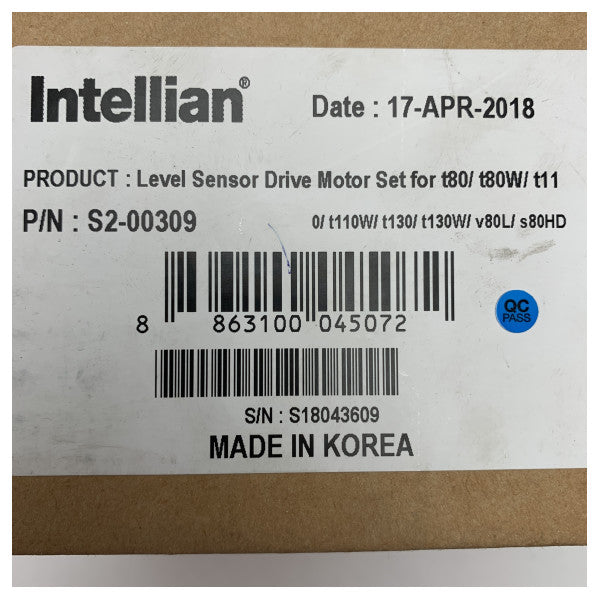 Intellian®
Date : 17-APR-2018
PRODUCT : Level Sensor Drive Motor Set for t80/ t80W/ t11
P/N : S2-00309
0/ t110W/ t130/ t130W/ v80L/ s80HD
8 863100 045072
QC
PASS
S/N : S18043609
MADE IN KOREA